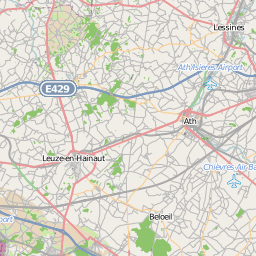 Lessines
Ath/Isières Airport
E429
Ath
Leuze-en-Hainaut
Chièvres Air Ba
Beloeil
port